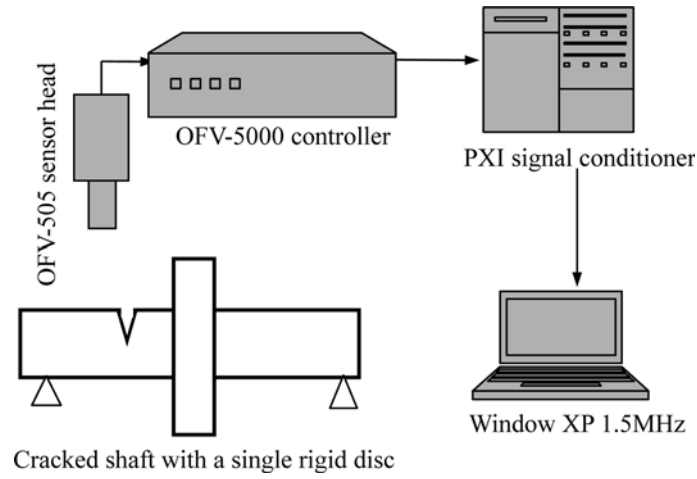 OFV-505 sensor head
OFV-5000 controller
PXI signal conditioner
Window XP 1.5MHz
Cracked shaft with a single rigid disc